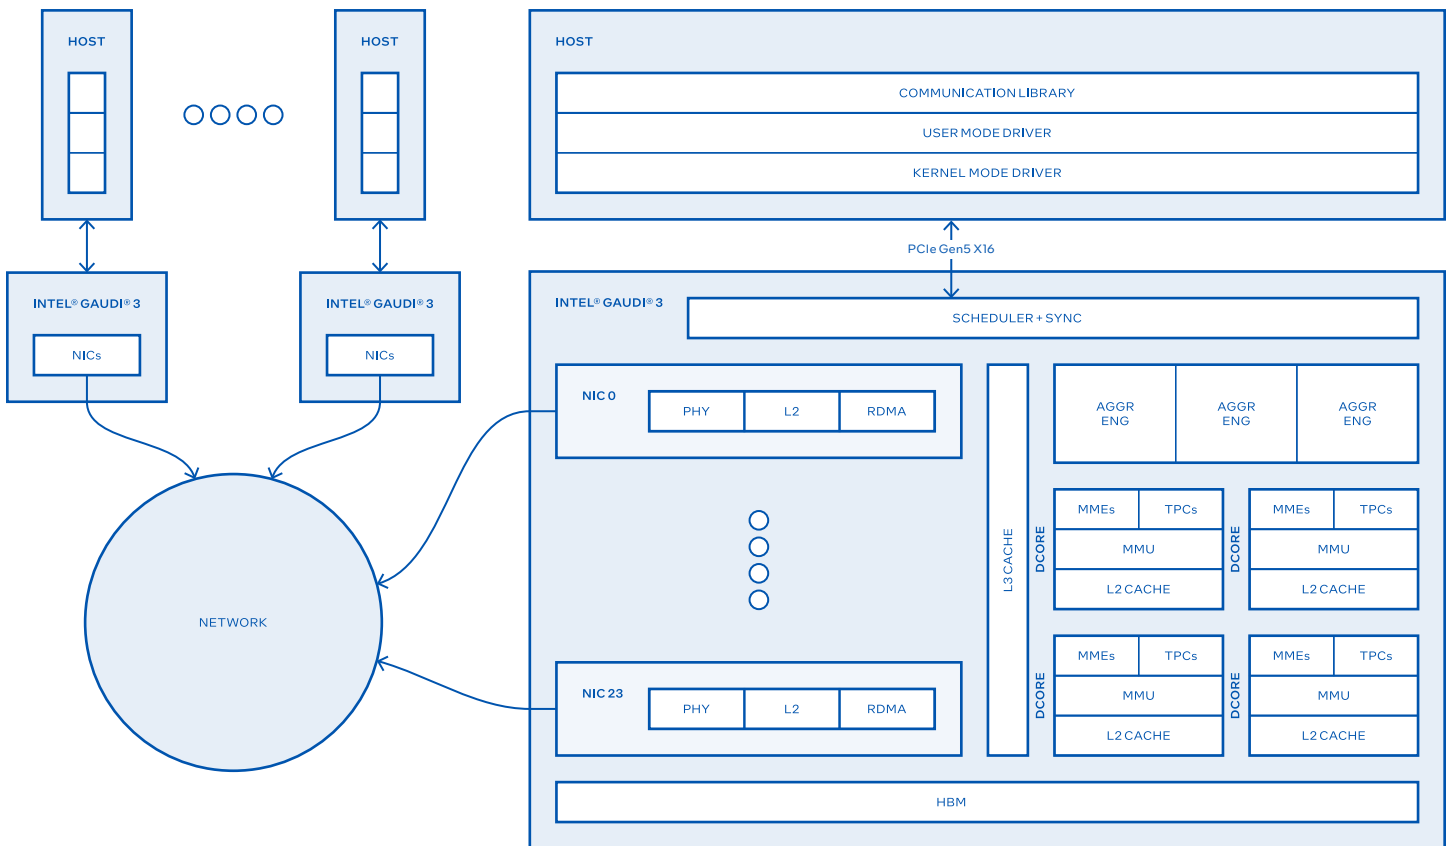 HOST
HOST
HOST
COMMUNICATION LIBRARY
USER MODE DRIVER
KERNEL MODE DRIVER
PCIe Gen5 X16
INTEL® GAUDI® 3
NICs
INTEL® GAUDI® 3
NICs
INTEL® GAUDI® 3
SCHEDULER + SYNC
NIC 0
PHY
L2
RDMA
NETWORK
NIC 23
PHY
L2
RDMA
L3 CACHE
AGGR
ENG
AGGR
ENG
AGGR
ENG
DCORE
MMEs
TPCs
MMU
L2 CACHE
DCORE
MMEs
TPCs
MMU
L2 CACHE
DCORE
MMEs
TPCs
MMU
L2 CACHE
DCORE
MMEs
TPCs
MMU
L2 CACHE
HBM